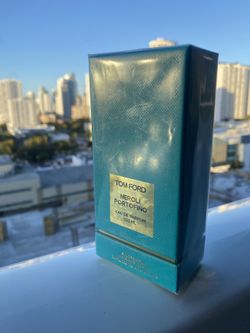 TOM FORD
NEROLI
PORTOFINO
EAU DE PARFUM